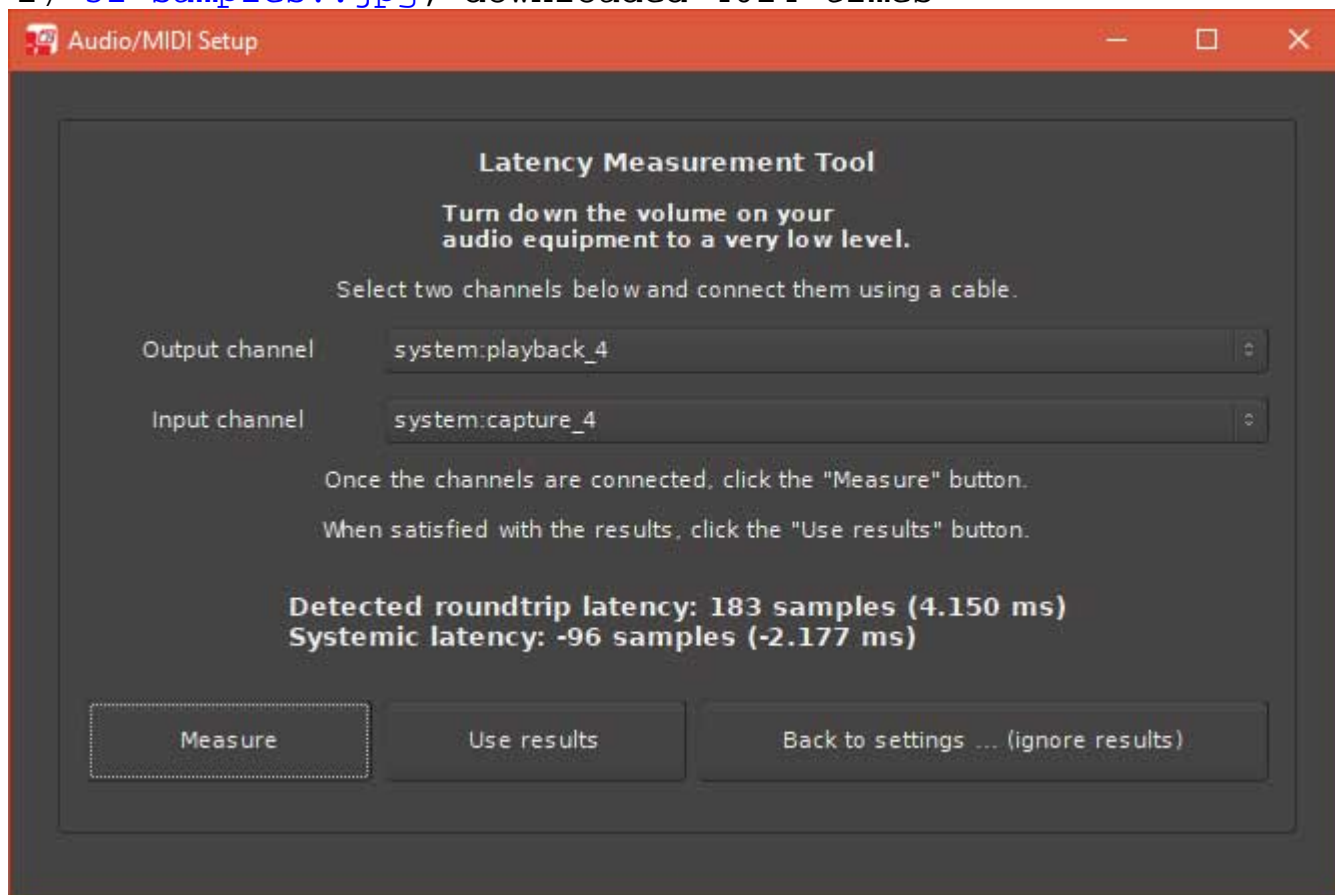 Audio/MIDI Setup
Latency Measurement Tool
Turn down the volume on your
audio equipment to a very low level.
Select two channels below and connect them using a cable.
Output channel system:playback_4
Input channel system:capture_4
Once the channels are connected, click the "Measure" button.
When satisfied with the results, click the "Use results" button.
Detected roundtrip latency: 183 samples (4.150 ms)
Systemic latency: -96 samples (-2.177 ms)
Measure Use results Back to settings ... (ignore results)